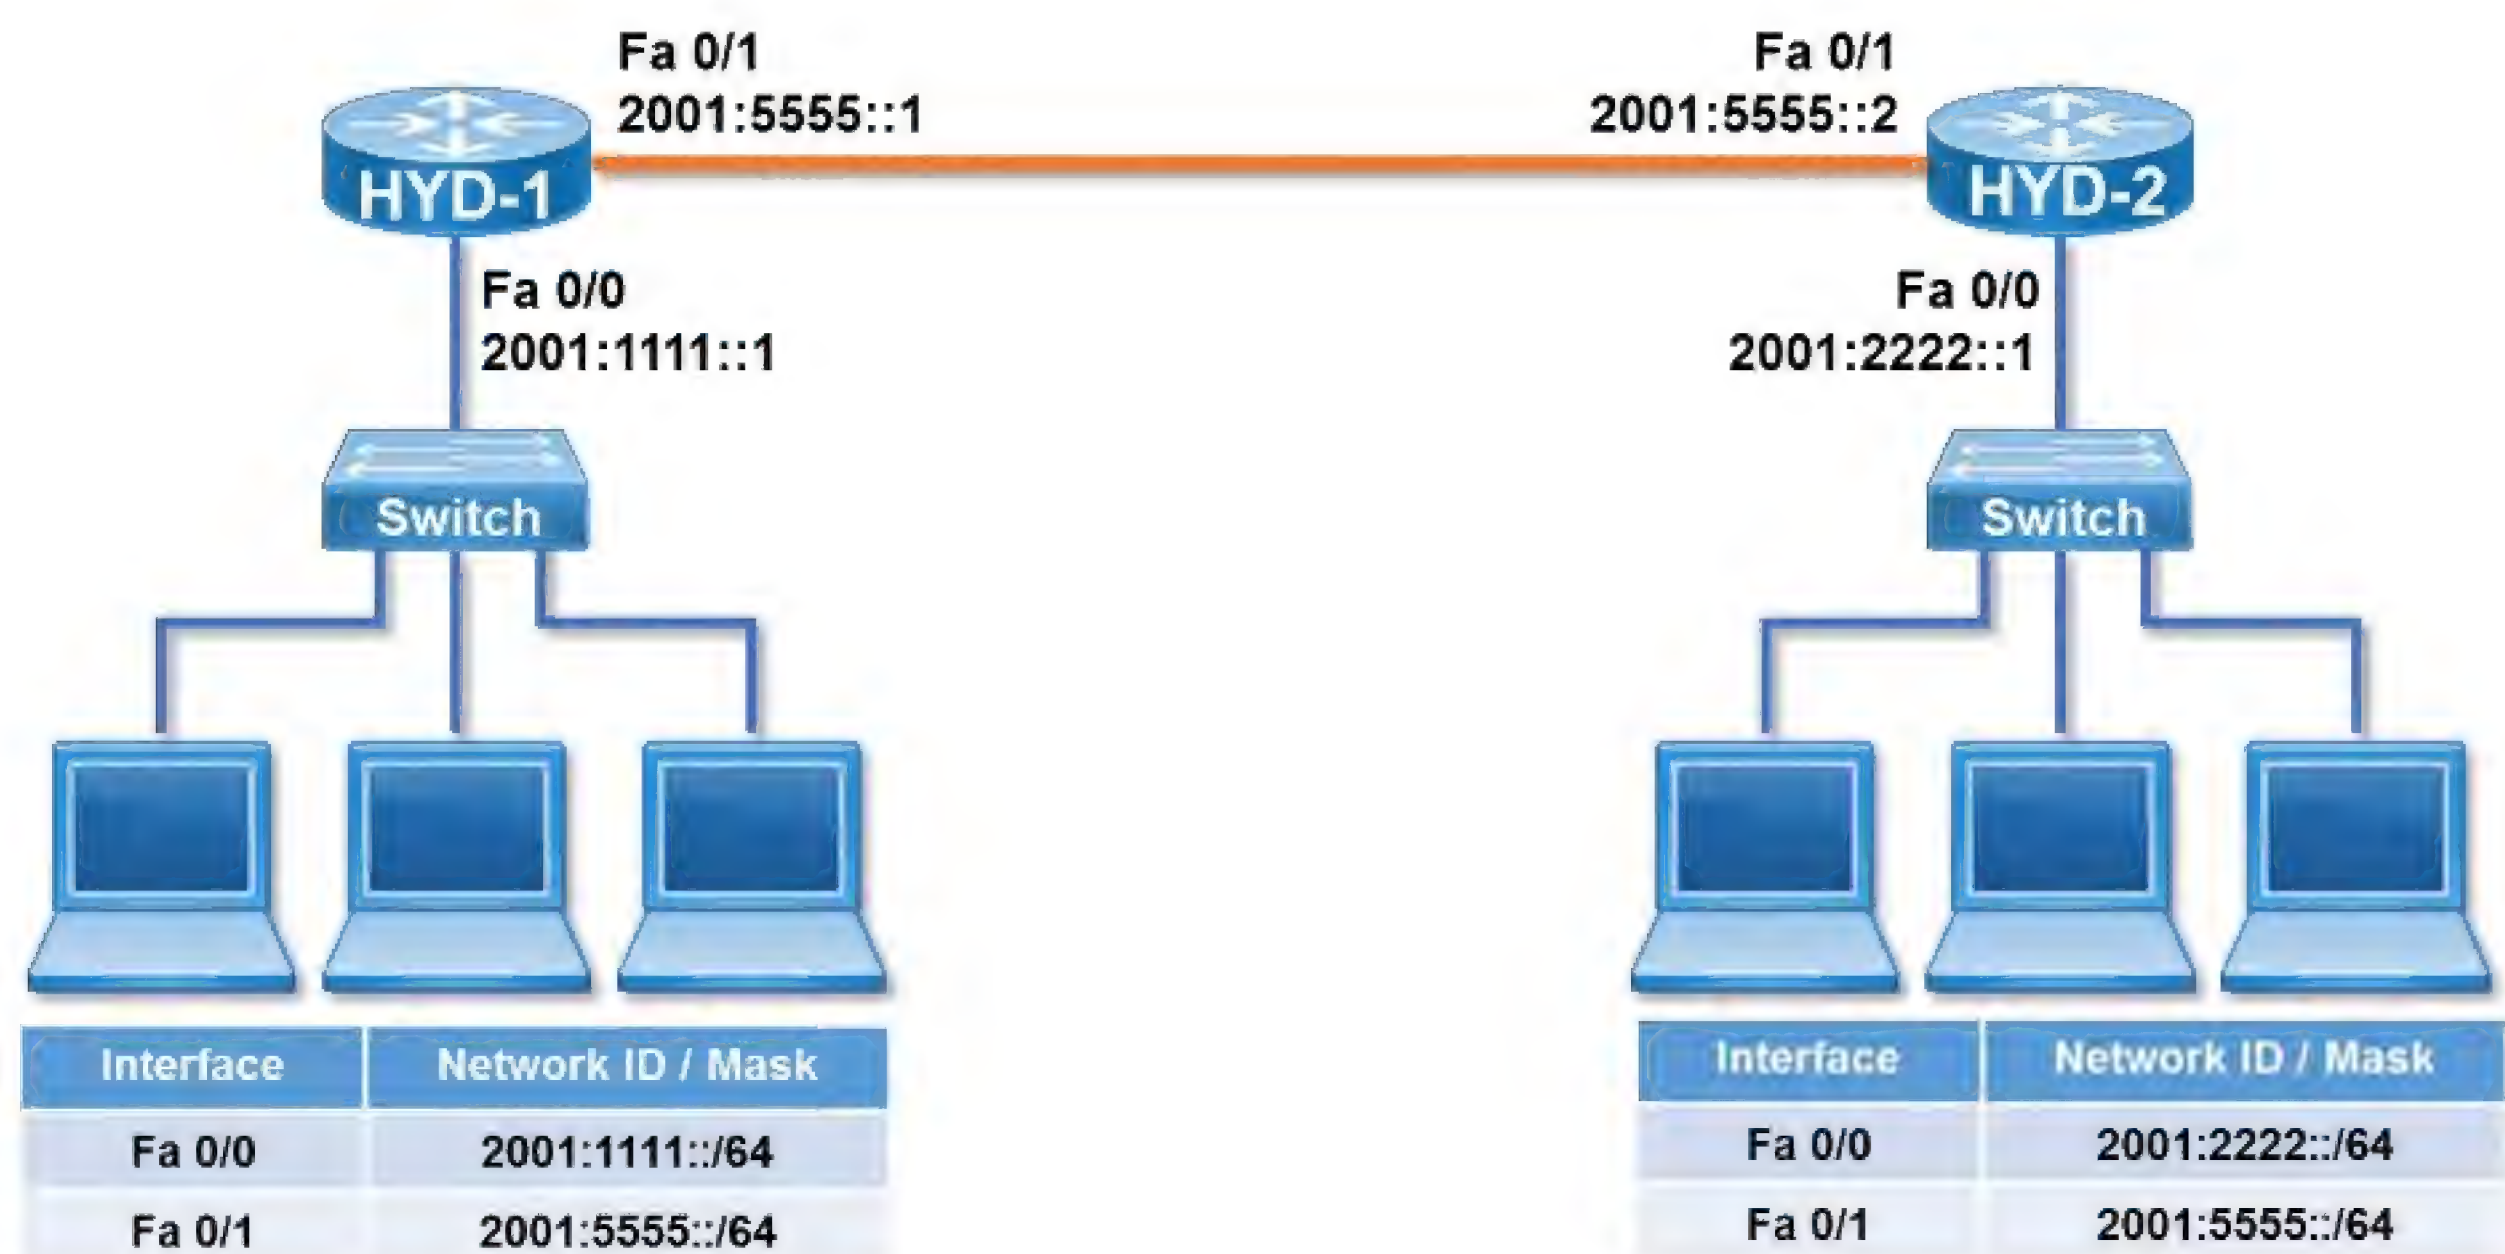 Fa 0/1
2001:5555::1
Fa 0/1
2001:5555::2
HYD-1
HYD-2
Fa 0/0
2001:1111::1
Fa 0/0
2001:2222::1
Switch
Switch
Interface Network ID / Mask
Fa 0/0 2001:1111::/64
Fa 0/1 2001:5555::/64
Interface Network ID / Mask
Fa 0/0 2001:2222::/64
Fa 0/1 2001:5555::/64